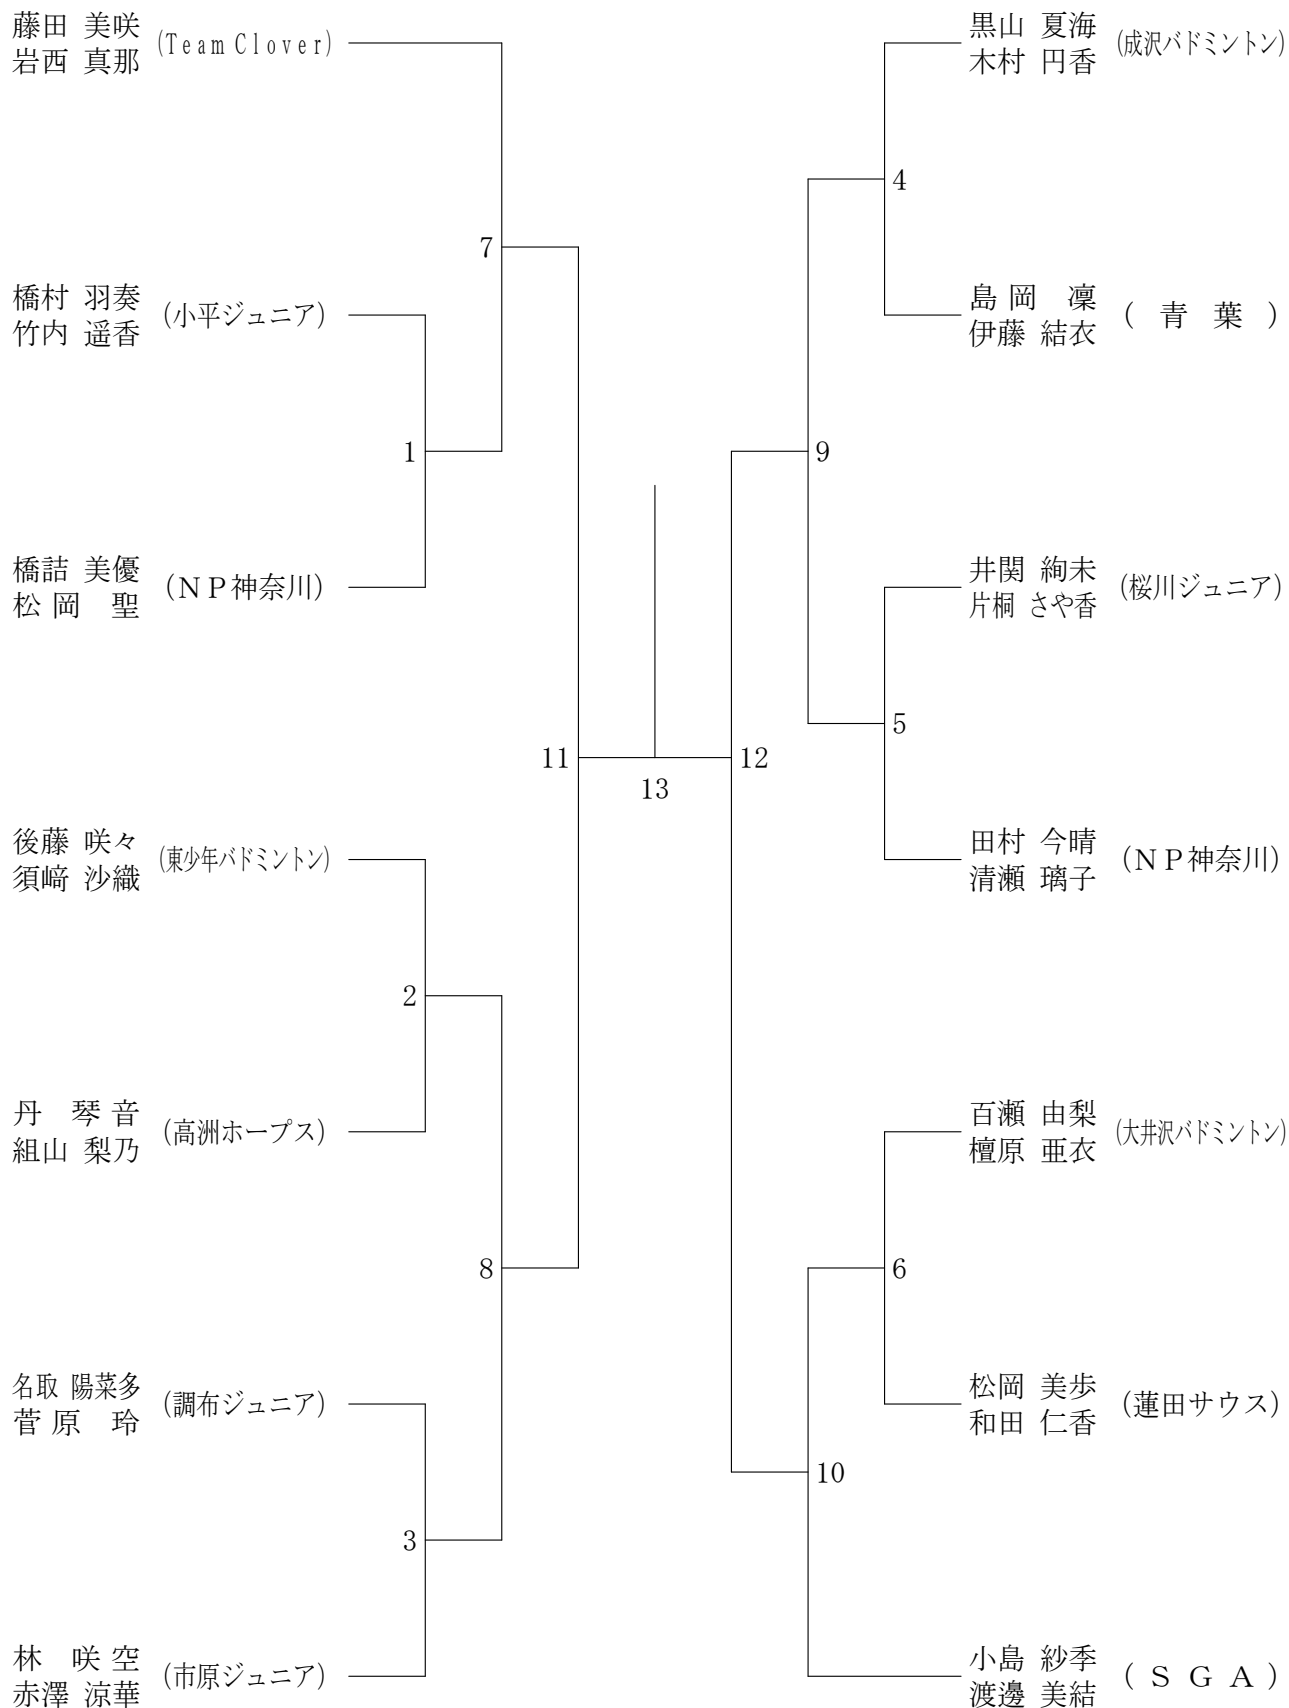 藤田 美咲
岩西 真那
(Team Clover)
7
橋村 羽奏
竹内 遥香
(小平ジュニア)
1
橋詰 美優
松岡 聖
(NP神奈川)
11
後藤 咲々
須﨑 沙織
(東少年バドミントン)
2
丹 琴音
組山 梨乃
(高洲ホープス)
8
名取 陽菜多
菅原 玲
(調布ジュニア)
3
林 咲空
赤澤 涼華
(市原ジュニア)
13
黒山 夏海
木村 円香
(成沢バドミントン)
4
島岡 凜
伊藤 結衣
(青葉)
9
井関 絢未
片桐 さや香
(桜川ジュニア)
5
田村 今晴
清瀬 璃子
(NP神奈川)
12
百瀬 由梨
檀原 亜衣
(大井沢バドミントン)
6
松岡 美歩
和田 仁香
(蓮田サウス)
10
小島 紗季
渡邊 美結
(SGA)